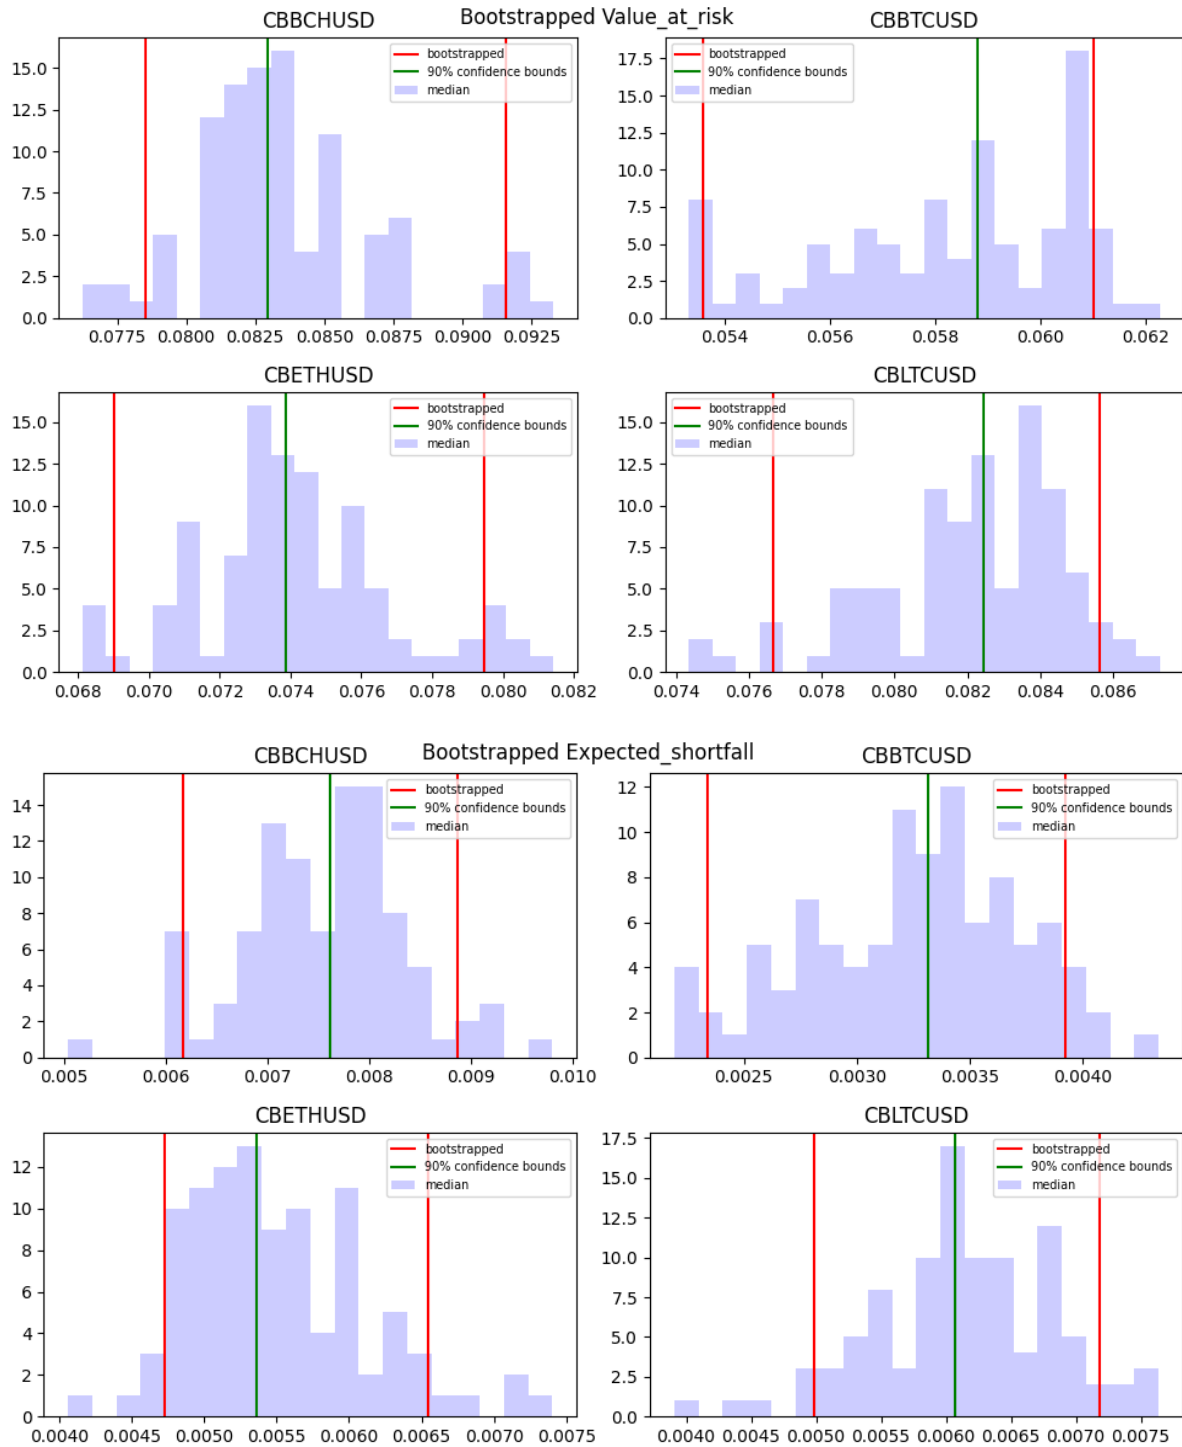 Bootstrapped Value_at_risk
CBBCHUSD
CBBTCUSD
15.0
12.5
10.0
7.5
5.0
2.5
0.0
bootstrapped
90% confidence bounds
median
0.0775 0.0800 0.0825 0.0850 0.0875 0.0900 0.0925
17.5
15.0
12.5
10.0
7.5
5.0
2.5
0.0
bootstrapped
90% confidence bounds
median
0.054 0.056 0.058 0.060 0.062
CBETHUSD
CBLTCUSD
15.0
12.5
10.0
7.5
5.0
2.5
0.0
bootstrapped
90% confidence bounds
median
0.068 0.070 0.072 0.074 0.076 0.078 0.080 0.082
15.0
12.5
10.0
7.5
5.0
2.5
0.0
bootstrapped
90% confidence bounds
median
0.074 0.076 0.078 0.080 0.082 0.084 0.086
Bootstrapped Expected_shortfall
CBBCHUSD
CBBTCUSD
14
12
10
8
6
4
2
0
bootstrapped
90% confidence bounds
median
0.005 0.006 0.007 0.008 0.009 0.010
12
10
8
6
4
2
0
bootstrapped
90% confidence bounds
median
0.0025 0.0030 0.0035 0.0040
CBETHUSD
CBLTCUSD
12
10
8
6
4
2
0
bootstrapped
90% confidence bounds
median
0.0040 0.0045 0.0050 0.0055 0.0060 0.0065 0.0070 0.0075
17.5
15.0
12.5
10.0
7.5
5.0
2.5
0.0
bootstrapped
90% confidence bounds
median
0.0040 0.0045 0.0050 0.0055 0.0060 0.0065 0.0070 0.0075